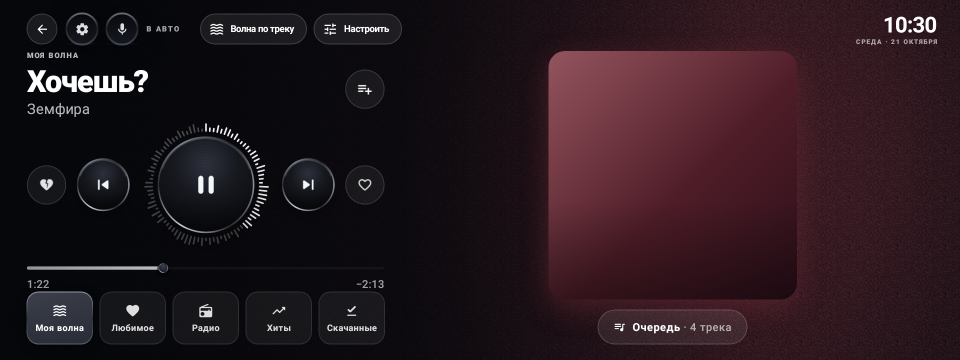 В АВТО
Волна по треку
Настроить
10:30
СРЕДА · 21 ОКТЯБРЯ
МОЯ ВОЛНА
Хочешь?
Земфира
1:22
−2:13
Моя волна
Любимое
Радио
Хиты
Скачанные
Очередь · 4 трека